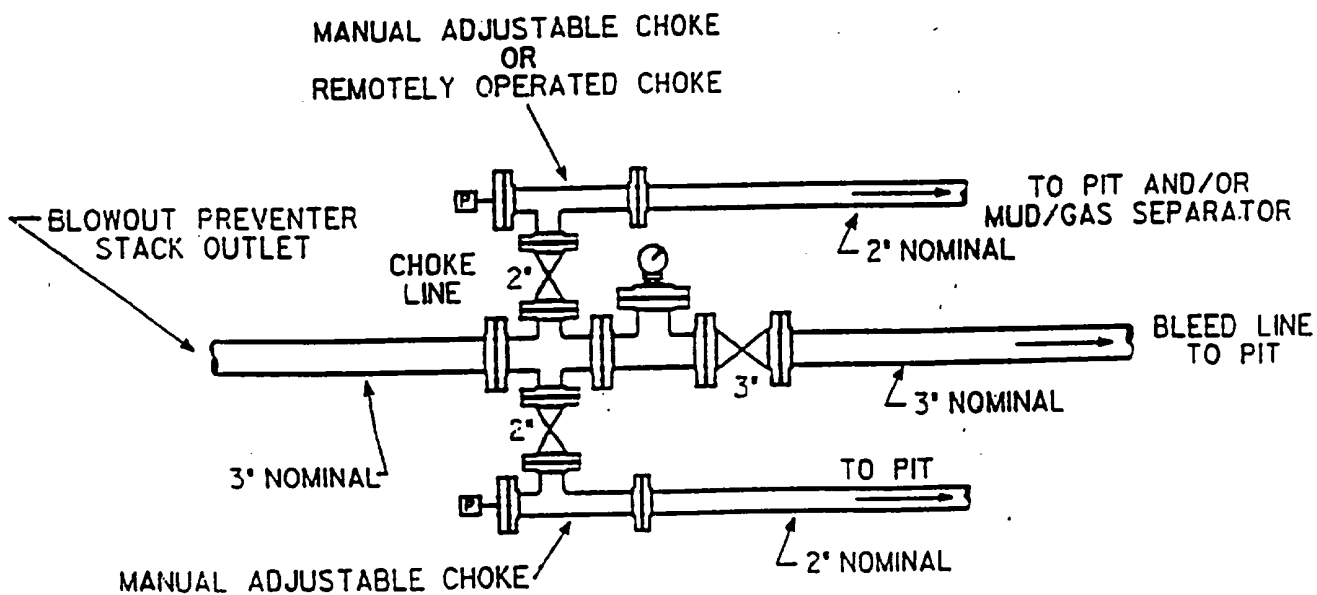 MANUAL ADJUSTABLE CHOKE
OR
REMOTELY OPERATED CHOKE
P
TO PIT AND/OR
MUD/GAS SEPARATOR
BLOWOUT PREVENTER
STACK OUTLET
2" NOMINAL
CHOKE
LINE
2"
BLEED LINE
TO PIT
3"
3" NOMINAL
2"
3" NOMINAL
TO PIT
P
2" NOMINAL
MANUAL ADJUSTABLE CHOKE